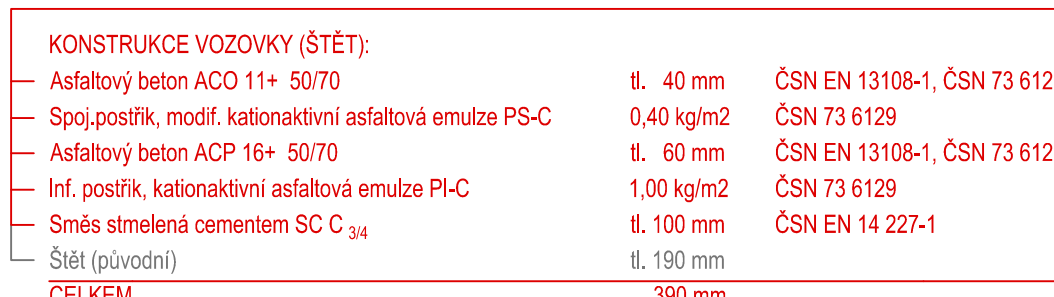 KONSTRUKCE VOZOVKY (ŠTĚT):
Asfaltový beton ACO 11+ 50/70 tl. 40 mm ČSN EN 13108-1, ČSN 73 612
Spoj.postřik, modif. kationaktivní asfaltová emulze PS-C 0,40 kg/m2 ČSN 73 6129
Asfaltový beton ACP 16+ 50/70 tl. 60 mm ČSN EN 13108-1, ČSN 73 612
Inf. postřik, kationaktivní asfaltová emulze PI-C 1,00 kg/m2 ČSN 73 6129
Směs stmelená cementem SC C 3/4 tl. 100 mm ČSN EN 14 227-1
Štět (původní) tl. 190 mm
CELKEM 390 mm